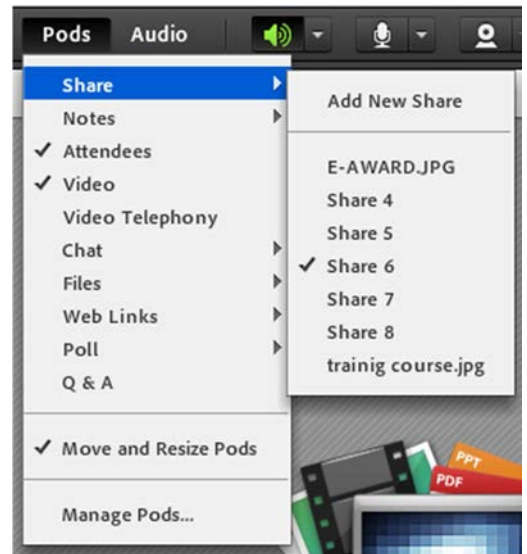 Pods Audio
Share
Notes
Attendees
Video
Video Telephony
Chat
Files
Web Links
Poll
Q & A
Move and Resize Pods
Manage Pods...
Add New Share
E-AWARD.JPG
Share 4
Share 5
Share 6
Share 7
Share 8
trainig course.jpg
PPT
PDF